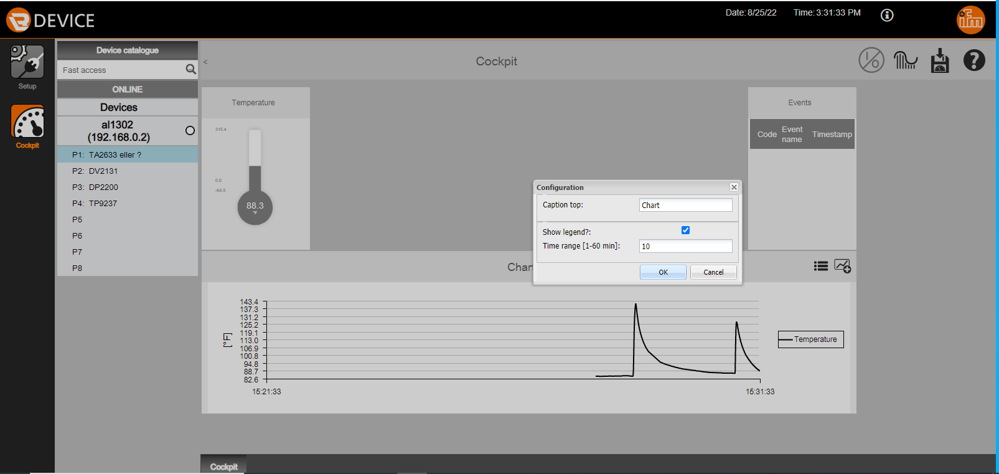 DEVICE
Date: 8/25/22
Time: 3:31:33 PM
ifm
Setup
Cockpit
Device catalogue
Fast access
ONLINE
Devices
al1302
(192.168.0.2)
P1: TA2633 eller ?
P2: DV2131
P3: DP2200
P4: TP9237
P5
P6
P7
P8
<
Cockpit
Temperature
315.4
0.0
-64.5
88.3
°F
Events
Code
Event name
Timestamp
Configuration
Caption top:
Chart
Show legend?:
Time range [1-60 min]:
10
OK
Cancel
Char
[°F]
143.4
137.3
131.2
125.2
119.1
113.0
106.9
100.8
94.8
88.7
82.6
15:21:33
15:31:33
Temperature
Cockpit